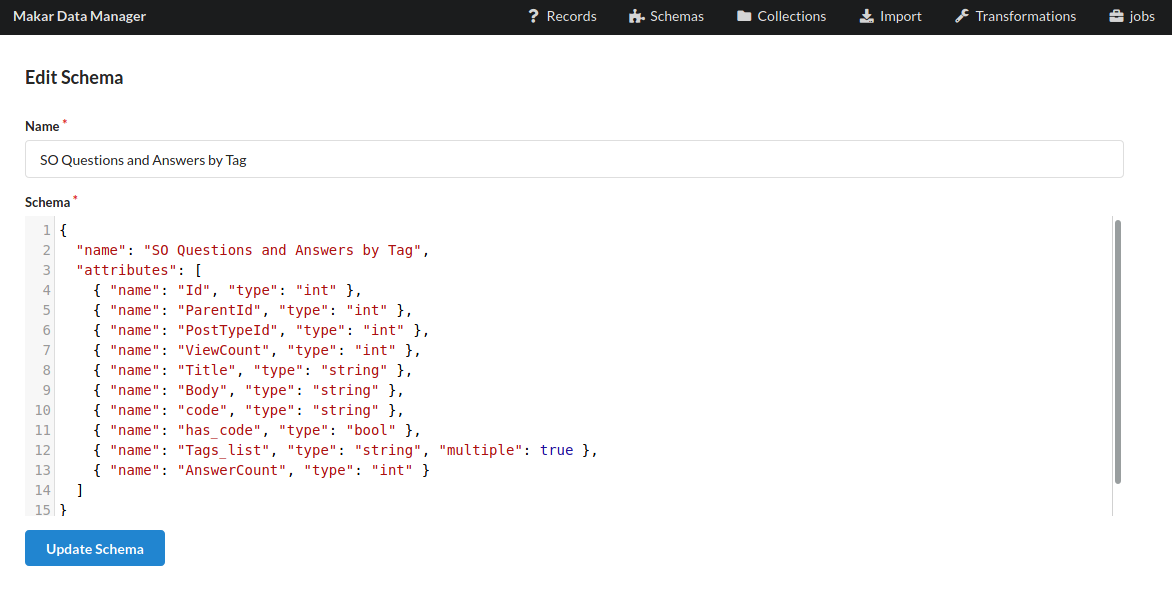 Makar Data Manager
Records
Schemas
Collections
Import
Transformations
jobs
Edit Schema
Name *
SO Questions and Answers by Tag
Schema *
1 {
2   "name": "SO Questions and Answers by Tag",
3   "attributes": [
4     { "name": "Id", "type": "int" },
5     { "name": "ParentId", "type": "int" },
6     { "name": "PostTypeId", "type": "int" },
7     { "name": "ViewCount", "type": "int" },
8     { "name": "Title", "type": "string" },
9     { "name": "Body", "type": "string" },
10     { "name": "code", "type": "string" },
11     { "name": "has_code", "type": "bool" },
12     { "name": "Tags_list", "type": "string", "multiple": true },
13     { "name": "AnswerCount", "type": "int" }
14   ]
15 }
Update Schema